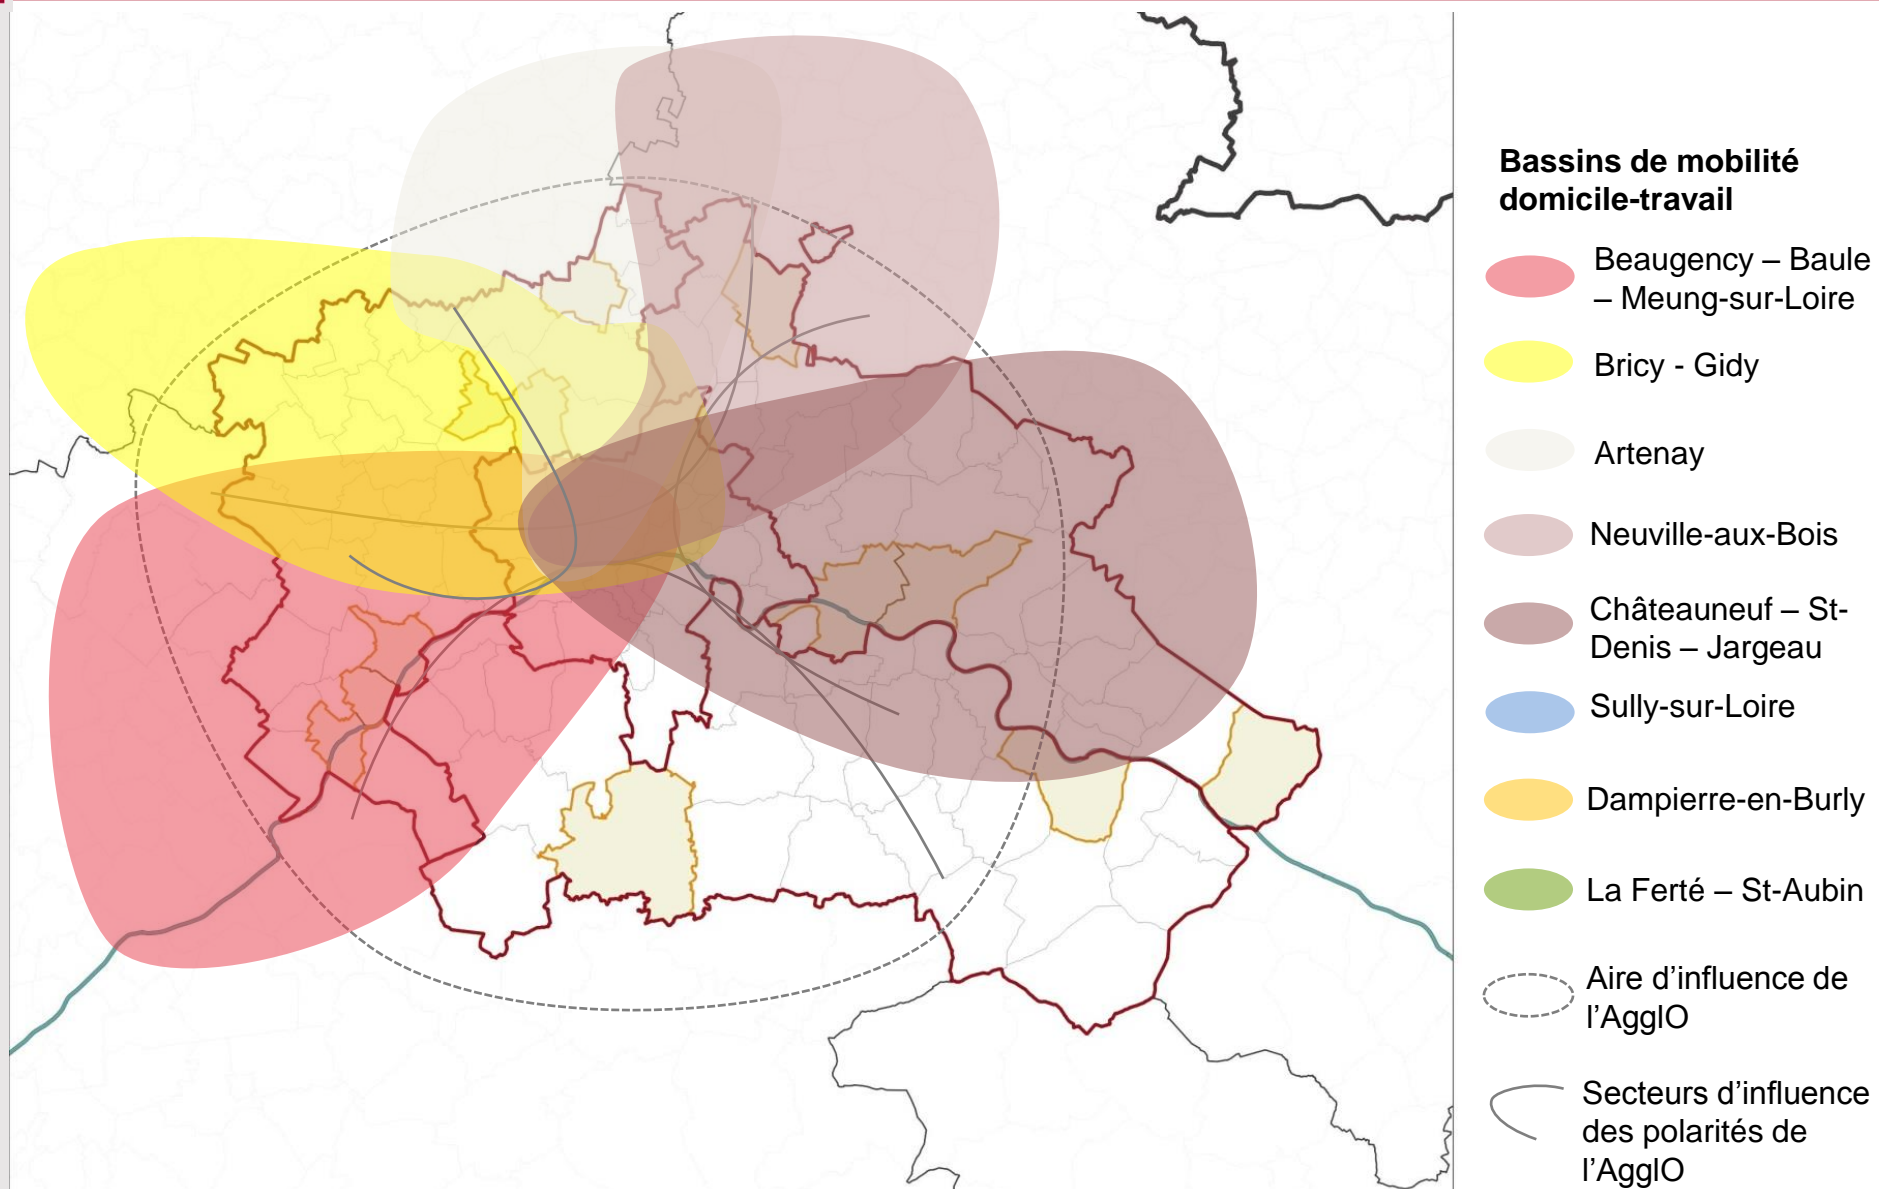 Bassins de mobilité
domicile-travail
Beaugency – Baule
– Meung-sur-Loire
Bricy - Gidy
Artenay
Neuville-aux-Bois
Châteauneuf – St-
Denis – Jargeau
Sully-sur-Loire
Dampierre-en-Burly
La Ferté – St-Aubin
Aire d’influence de
l’AgglO
Secteurs d’influence
des polarités de
l’AgglO